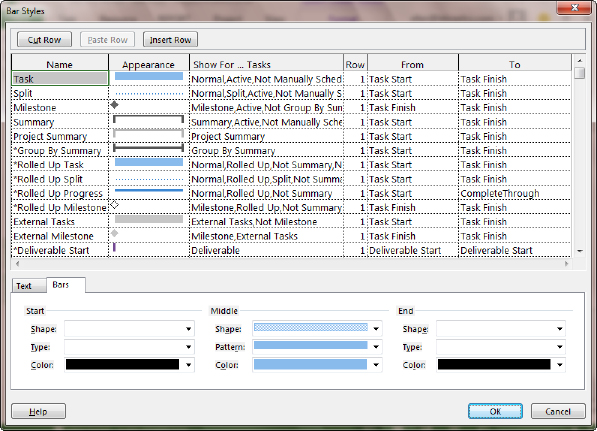 Bar Styles
Cut Row Paste Row Insert Row
Name Appearance Show For ... Tasks Row From To
Task Normal,Active,Not Manually Sched 1 Task Start Task Finish
Split Normal,Split,Active,Not Manually S 1 Task Start Task Finish
Milestone Milestone,Active,Not Group By Sum 1 Task Finish Task Finish
Summary Summary,Active,Not Manually Sche 1 Task Start Task Finish
Project Summary Project Summary 1 Task Start Task Finish
*Group By Summary Group By Summary 1 Task Start Task Finish
*Rolled Up Task Normal,Rolled Up,Not Summary,N 1 Task Start Task Finish
*Rolled Up Split Normal,Rolled Up,Split,Not Summa 1 Task Start Task Finish
*Rolled Up Progress Normal,Rolled Up,Not Summary 1 Task Start CompleteThrough
*Rolled Up Milestone Milestone,Rolled Up,Not Summary 1 Task Finish Task Finish
External Tasks External Tasks,Not Milestone 1 Task Start Task Finish
External Milestone Milestone,External Tasks 1 Task Finish Task Finish
*Deliverable Start Deliverable 1 Deliverable Start Deliverable Start
Text Bars
Start Middle End
Shape: Shape: Shape:
Type: Pattern: Type:
Color: Color: Color:
Help OK Cancel